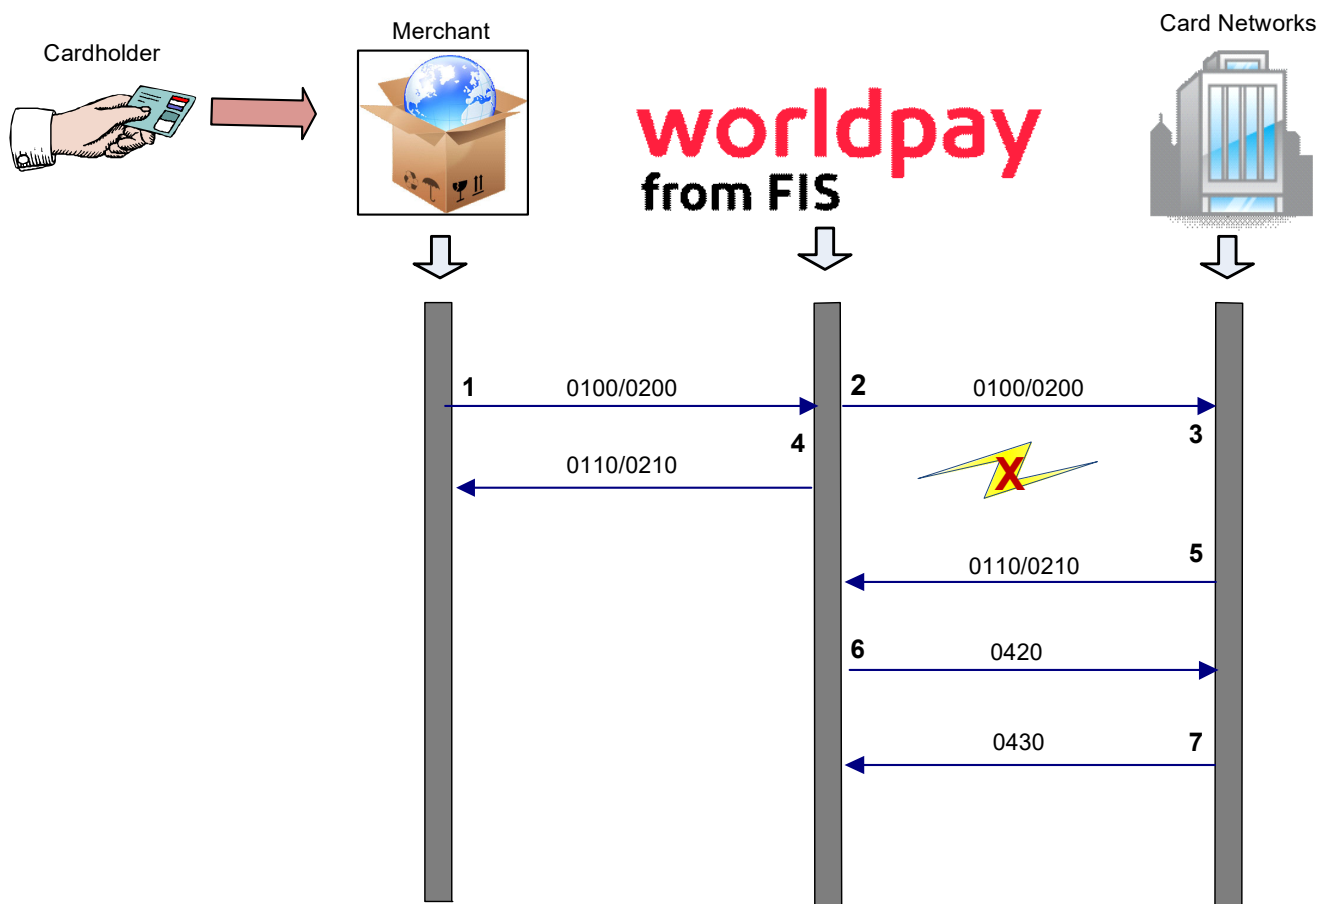 Cardholder
Merchant
Card Networks
worldpay
from FIS
1
0100/0200
2
0100/0200
3
4
0110/0210
X
5
0110/0210
6
0420
0430
7